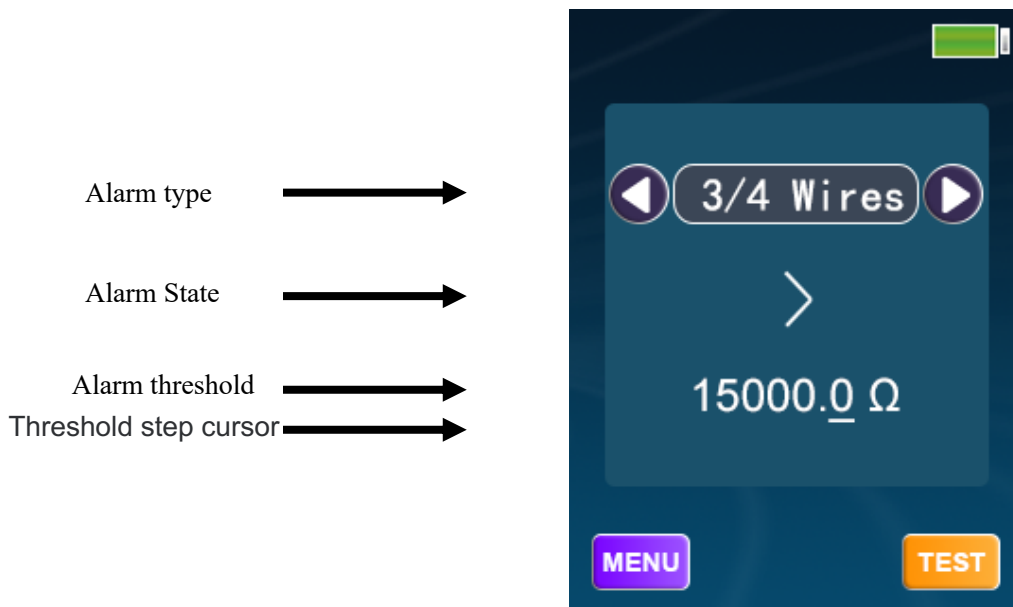 Alarm type
3/4 Wires
Alarm State
>
Alarm threshold
15000.0 Ω
Threshold step cursor
MENU
TEST